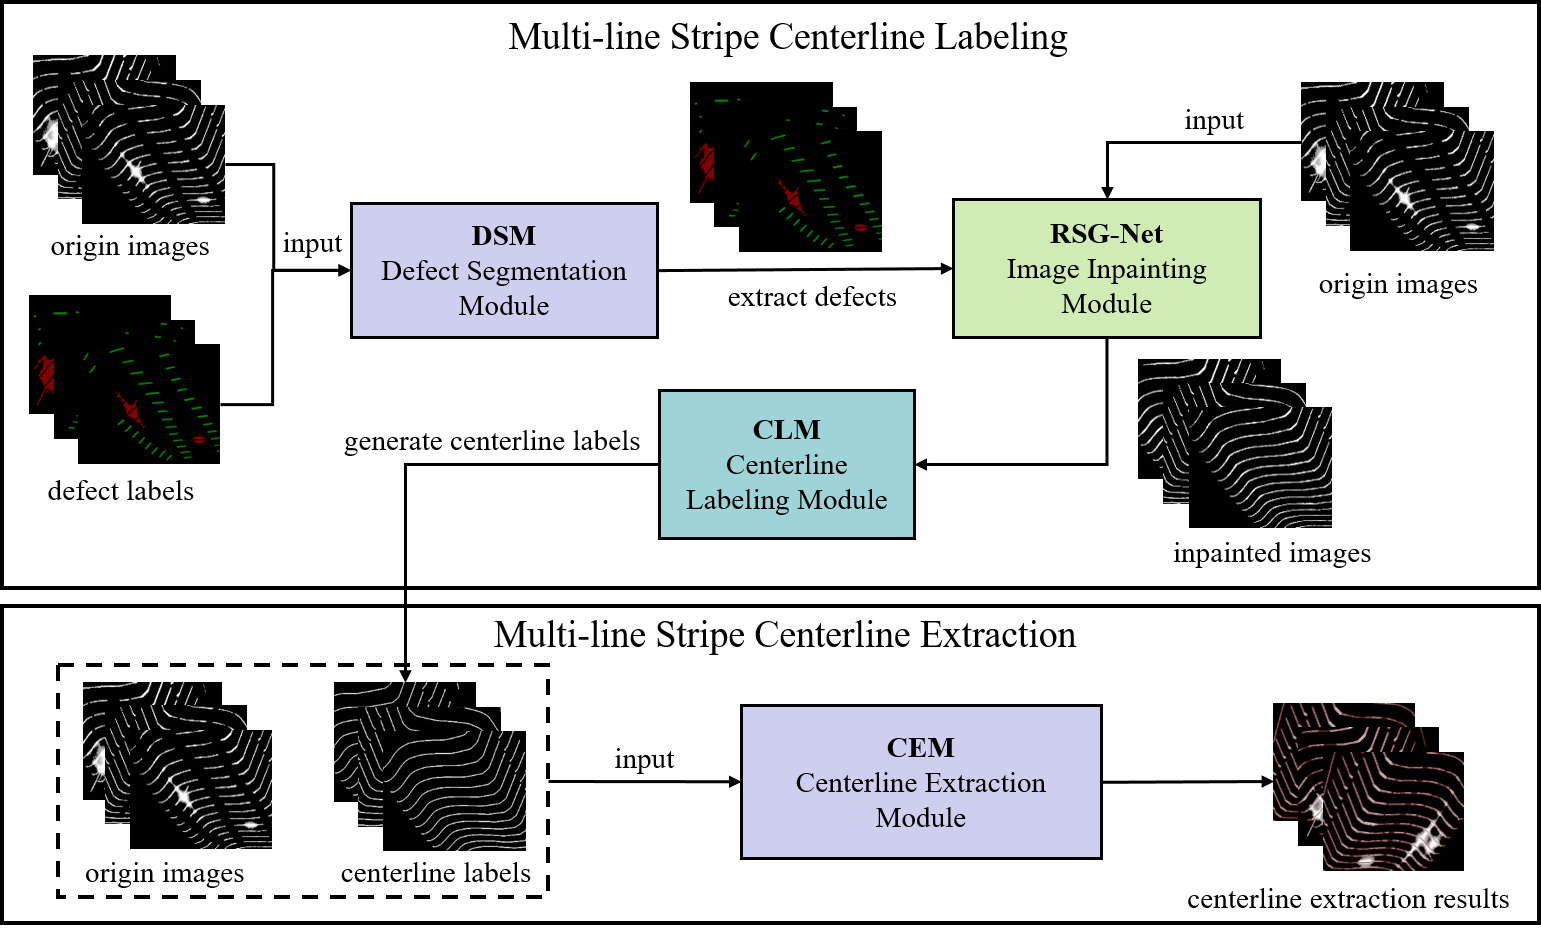 Multi-line Stripe Centerline Labeling
origin images
input
defect labels
DSM
Defect Segmentation
Module
extract defects
RSG-Net
Image Inpainting
Module
input
origin images
inpainted images
CLM
Centerline
Labeling Module
generate centerline labels
Multi-line Stripe Centerline Extraction
origin images
centerline labels
input
CEM
Centerline Extraction
Module
centerline extraction results